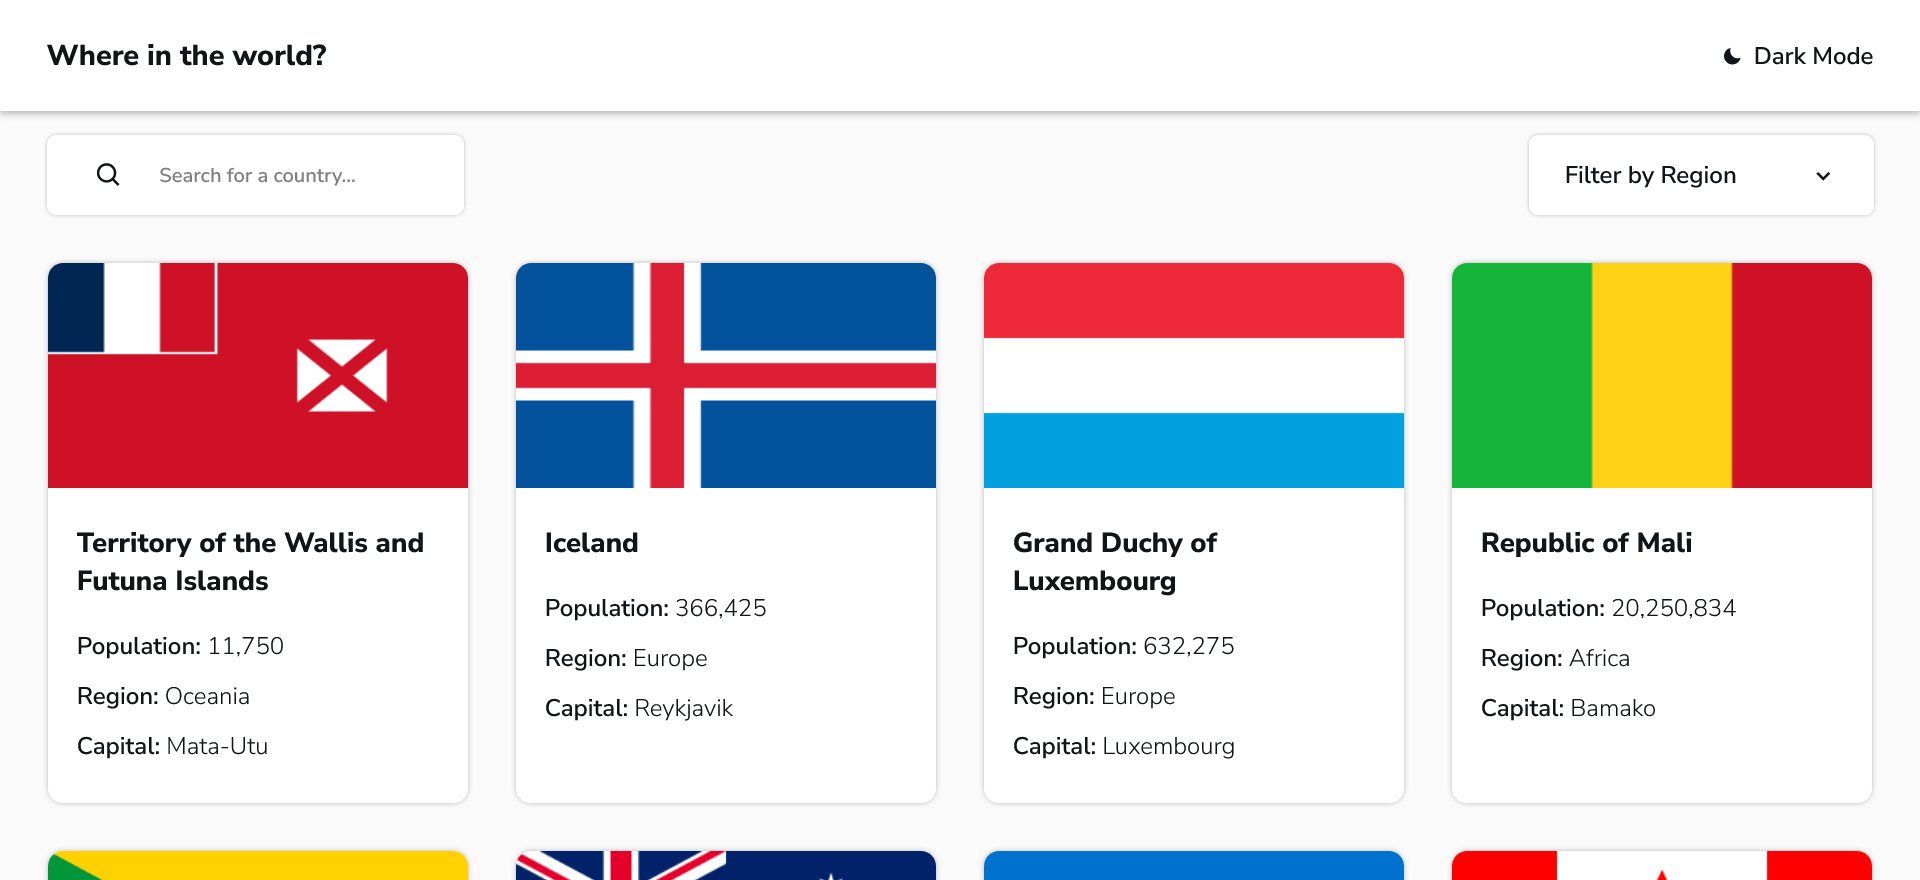 Where in the world?
Dark Mode
Search for a country...
Filter by Region
Territory of the Wallis and
Futuna Islands
Population: 11,750
Region: Oceania
Capital: Mata-Utu
Iceland
Population: 366,425
Region: Europe
Capital: Reykjavik
Grand Duchy of
Luxembourg
Population: 632,275
Region: Europe
Capital: Luxembourg
Republic of Mali
Population: 20,250,834
Region: Africa
Capital: Bamako